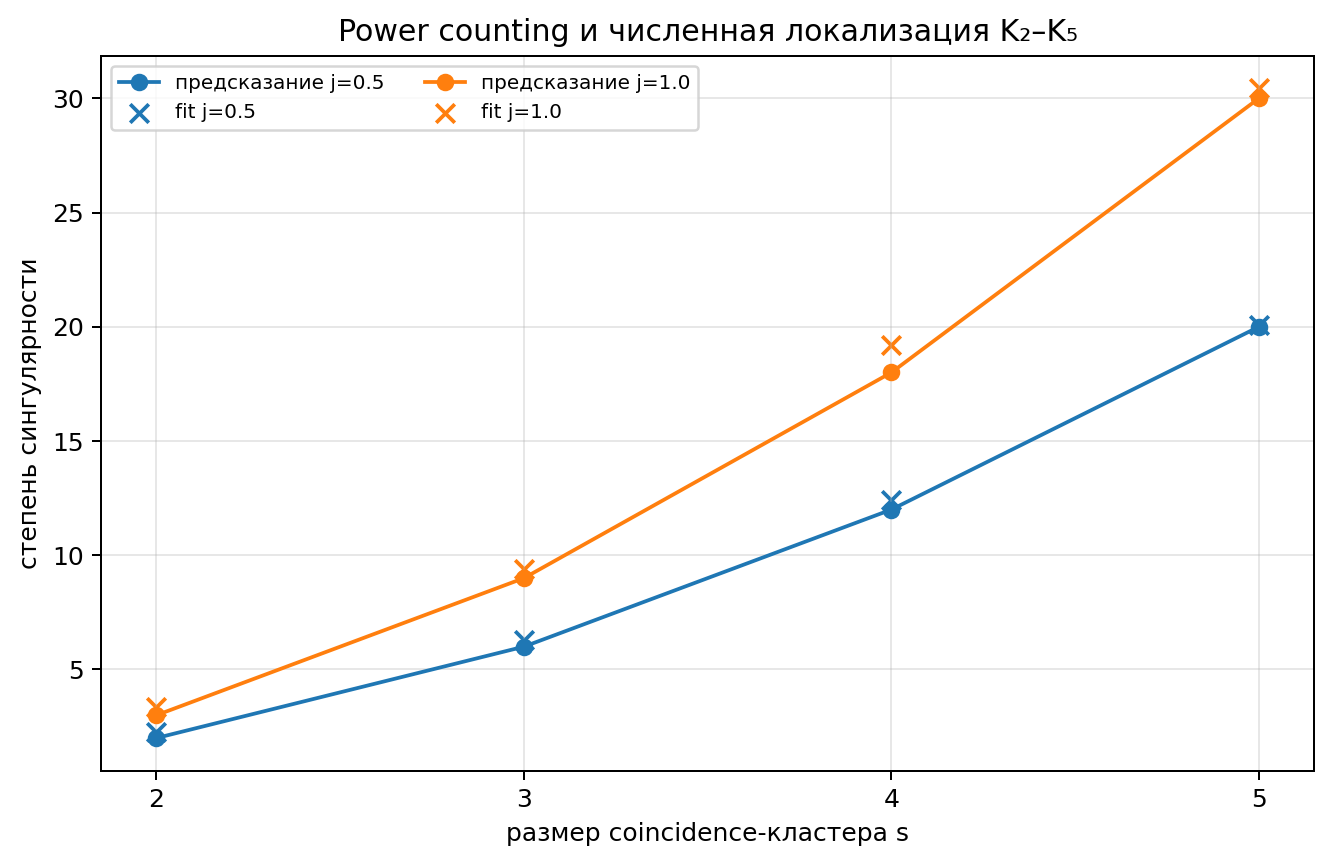 Power counting и численная локализация K₂–K₅
предсказание j=0.5
fit j=0.5
предсказание j=1.0
fit j=1.0
степень сингулярности
30
25
20
15
10
5
2
3
4
5
размер coincidence-кластера s